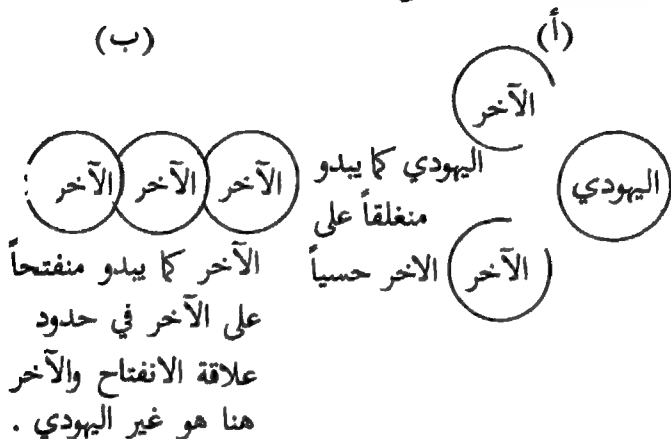 (أ)
الآخر
اليهودي
اليهودي كما يبدو
منغلقاً على
الاخر حسياً
الآخر
(ب)
الآخر الآخر الآخر
الآخر كما يبدو منفتحاً
على الآخر في حدود
علاقة الانفتاح والآخر
هنا هو غير اليهودي .